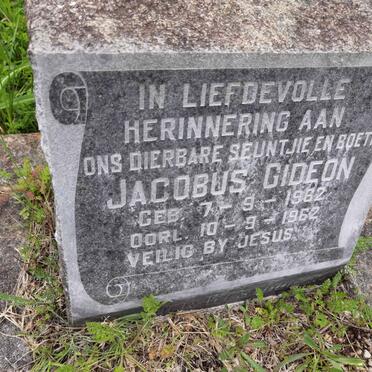 IN LIEFDEVOLLE
HERINNERING AAN
ONS DIERBARE SEUNTJIE EN BOET
JACOBUS GIDEON
GEB. 7-9-1962
OORL. 10-9-1962
VEILIG BY JESUS